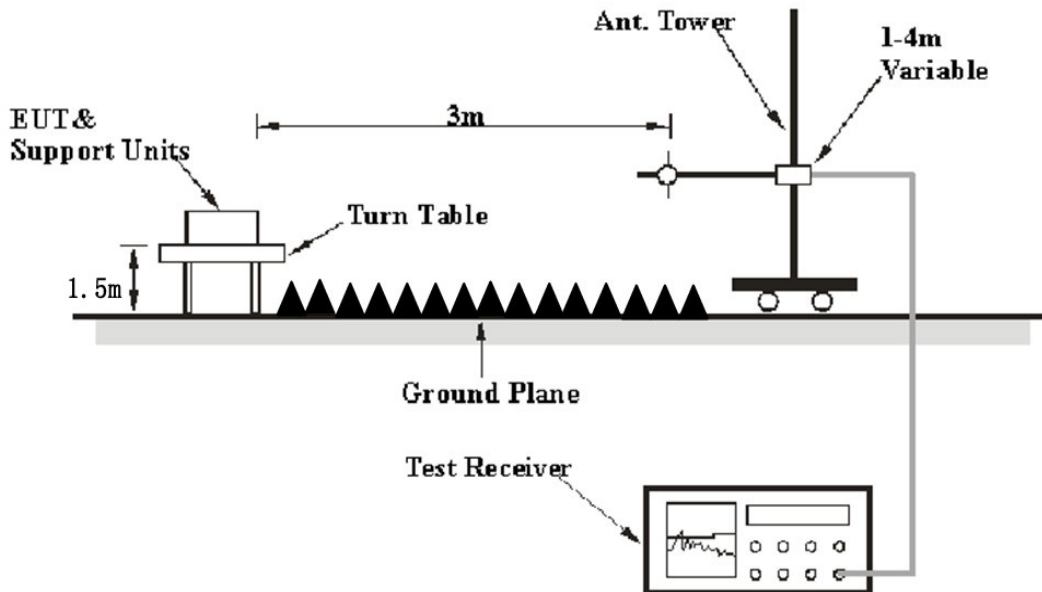 Ant. Tower
1-4m
Variable
3m
EUT&
Support Units
Turn Table
1.5m
Ground Plane
Test Receiver